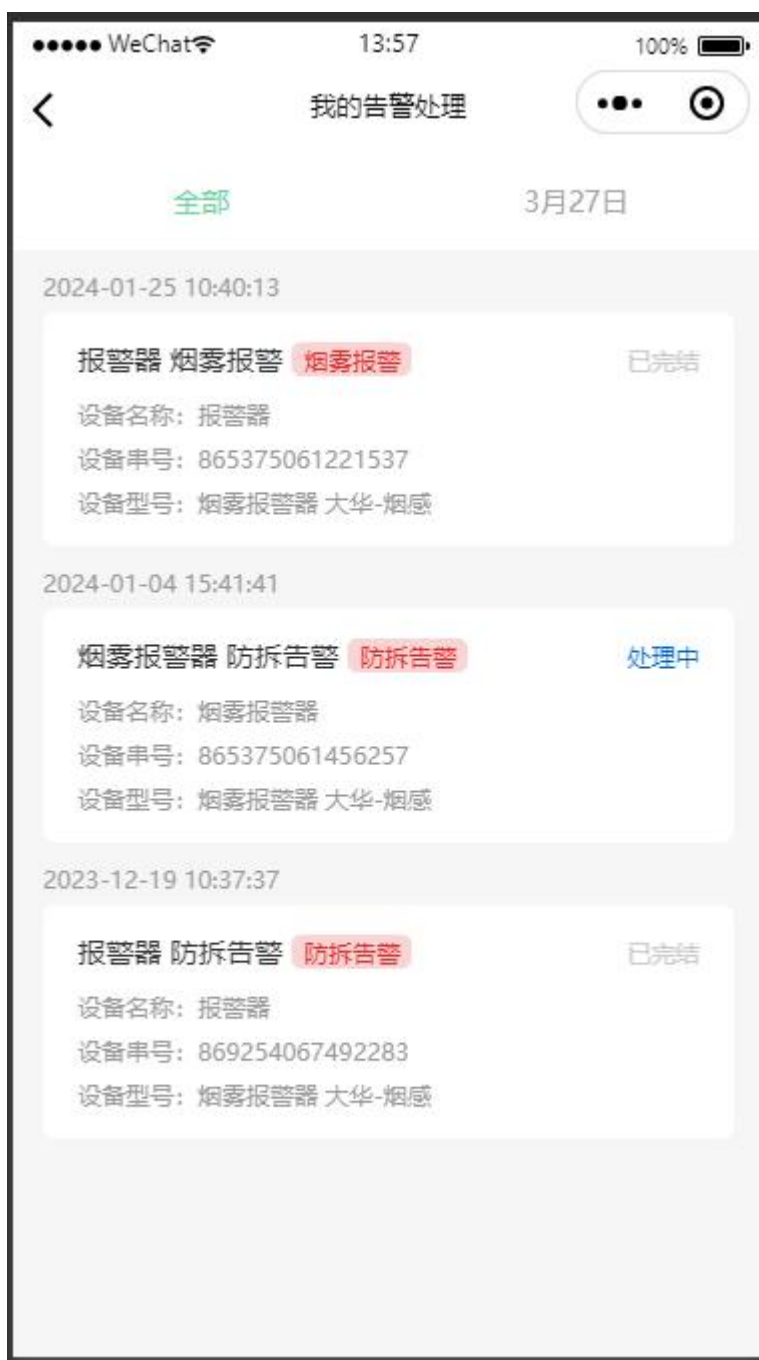 WeChat 13:57 100%
我的告警处理
全部 3月27日
2024-01-25 10:40:13
报警器 烟雾报警 烟雾报警 已完结
设备名称：报警器
设备串号：865375061221537
设备型号：烟雾报警器 大华-烟感
2024-01-04 15:41:41
烟雾报警器 防拆告警 防拆告警 处理中
设备名称：烟雾报警器
设备串号：865375061456257
设备型号：烟雾报警器 大华-烟感
2023-12-19 10:37:37
报警器 防拆告警 防拆告警 已完结
设备名称：报警器
设备串号：869254067492283
设备型号：烟雾报警器 大华-烟感